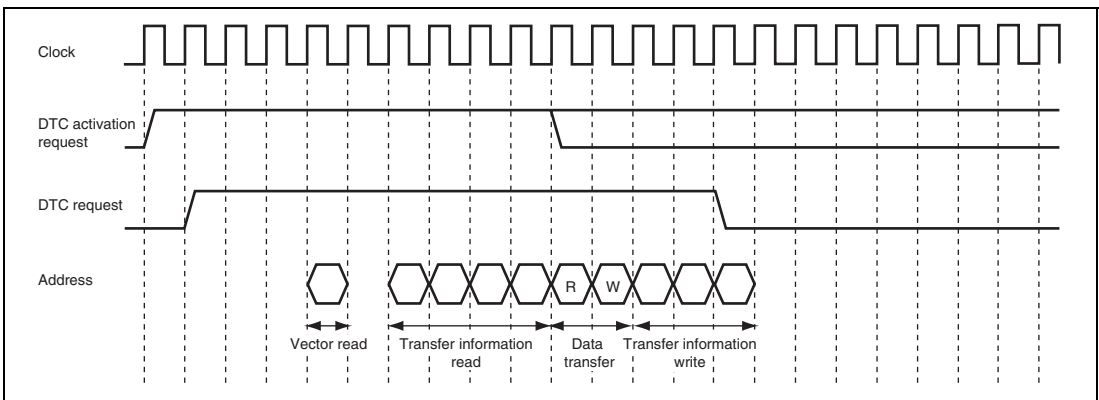 Clock
DTC activation
request
DTC request
Address
R W
Vector read
Transfer information
read
Data
transfer
Transfer information
write